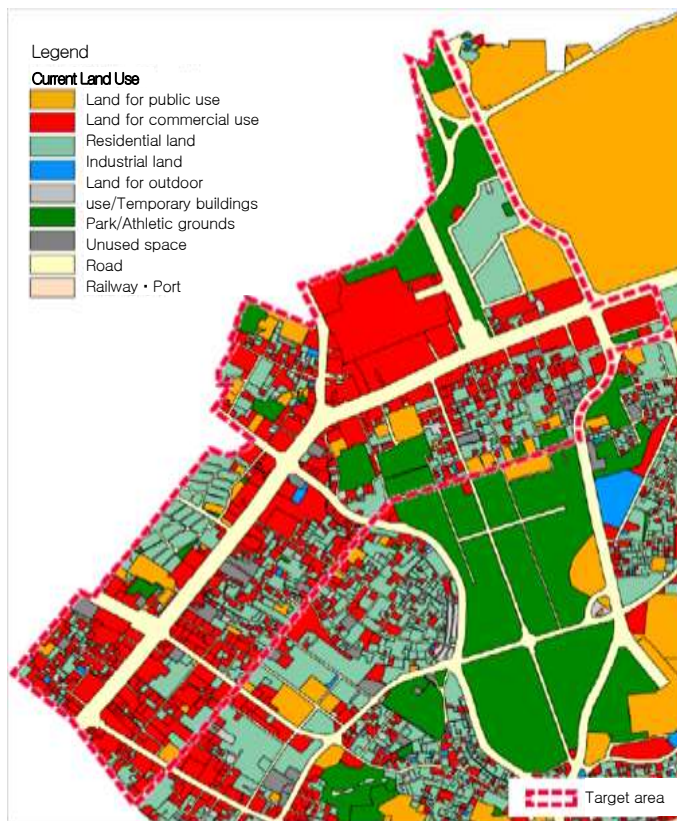 Legend
Current Land Use
Land for public use
Land for commercial use
Residential land
Industrial land
Land for outdoor
use/Temporary buildings
Park/Athletic grounds
Unused space
Road
Railway・Port
Target area